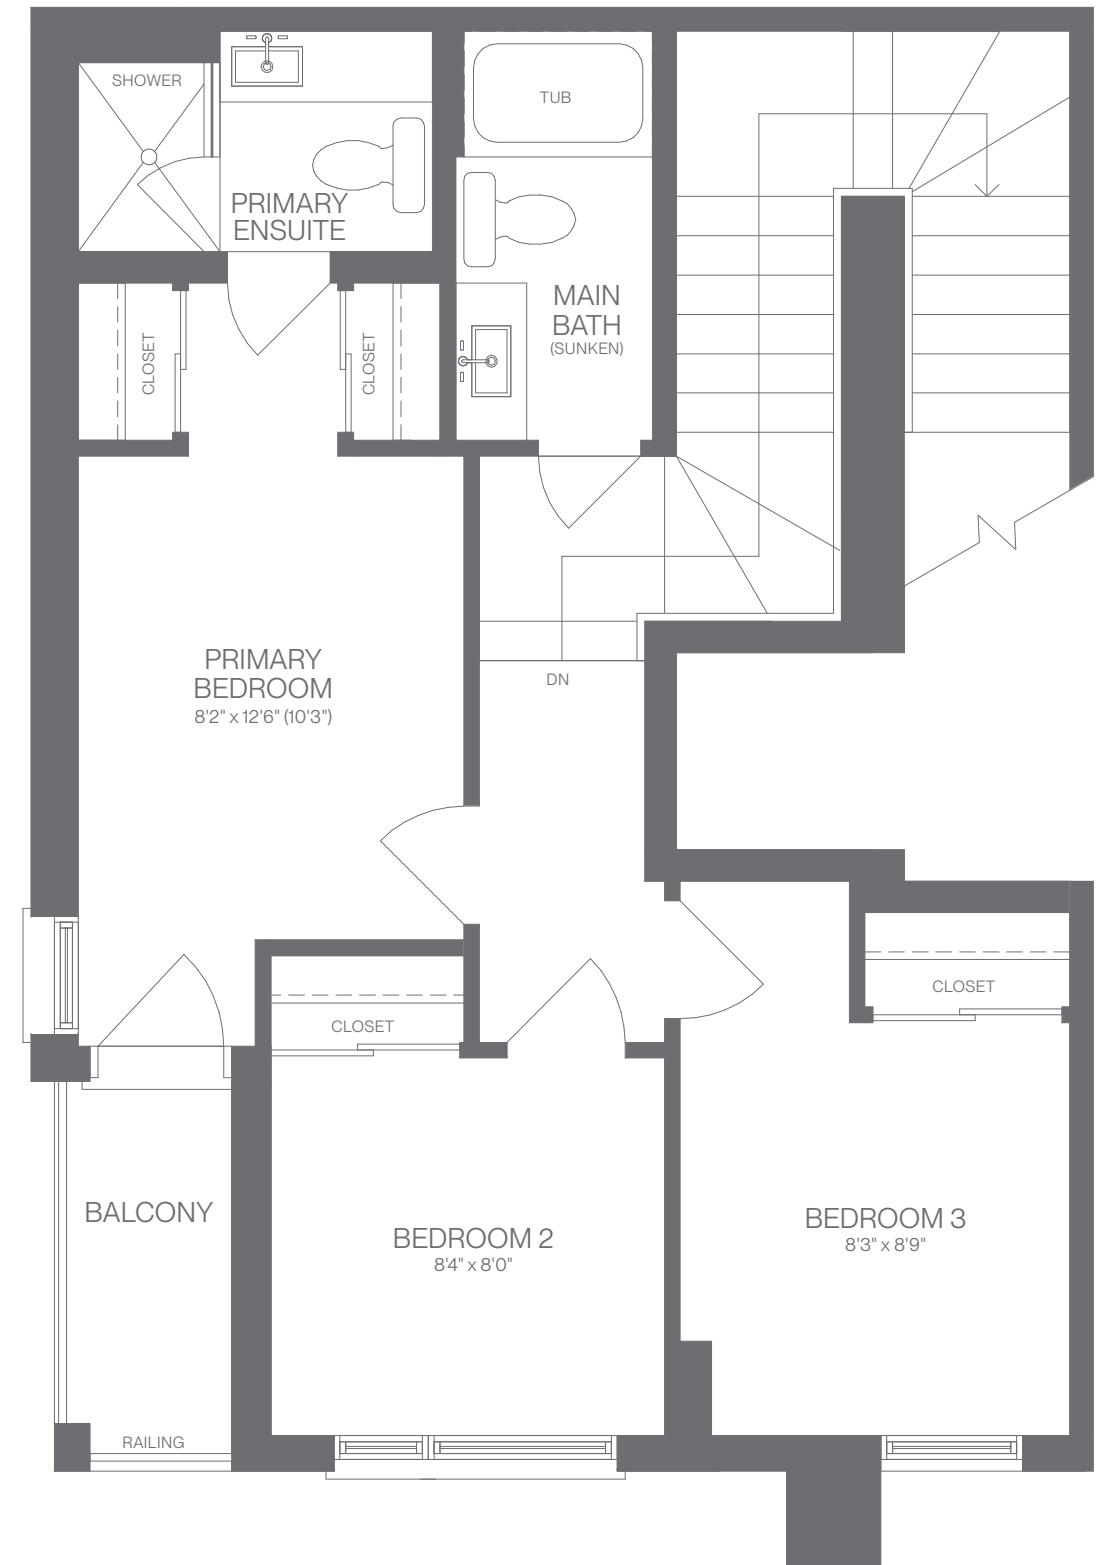 SHOWER
TUB
PRIMARY
ENSUITE
MAIN
BATH
(SUNKEN)
CLOSET
CLOSET
PRIMARY
BEDROOM
8'2" x 12'6" (10'3")
DN
CLOSET
CLOSET
BALCONY
BEDROOM 2
8'4" x 8'0"
BEDROOM 3
8'3" x 8'9"
RAILING